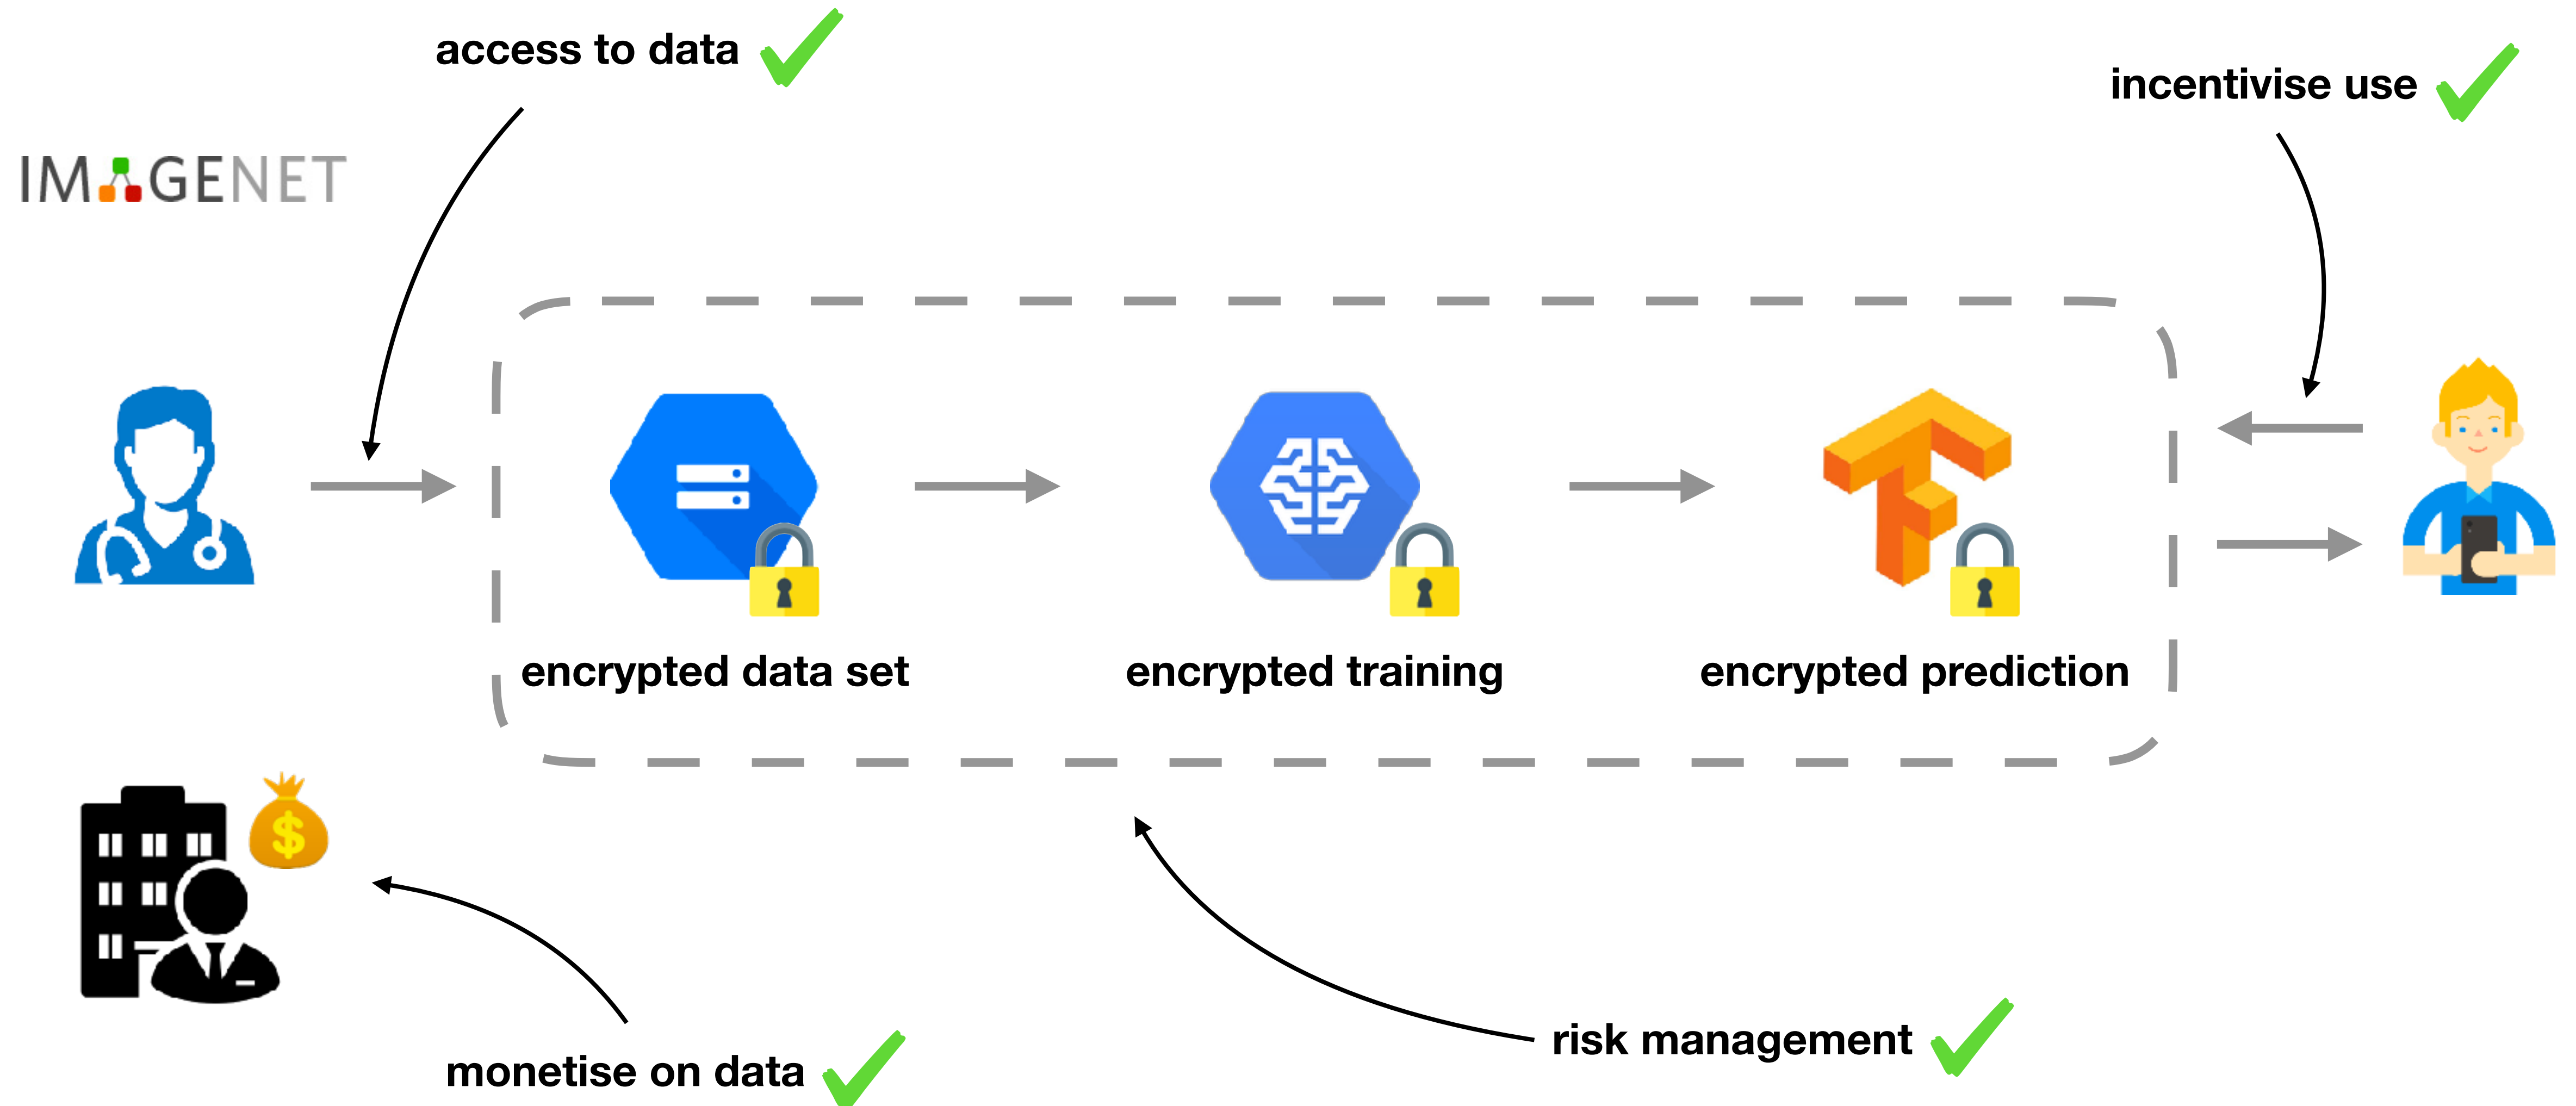 access to data
incentivise use
IMAGENET
encrypted data set
encrypted training
encrypted prediction
$
risk management
monetise on data